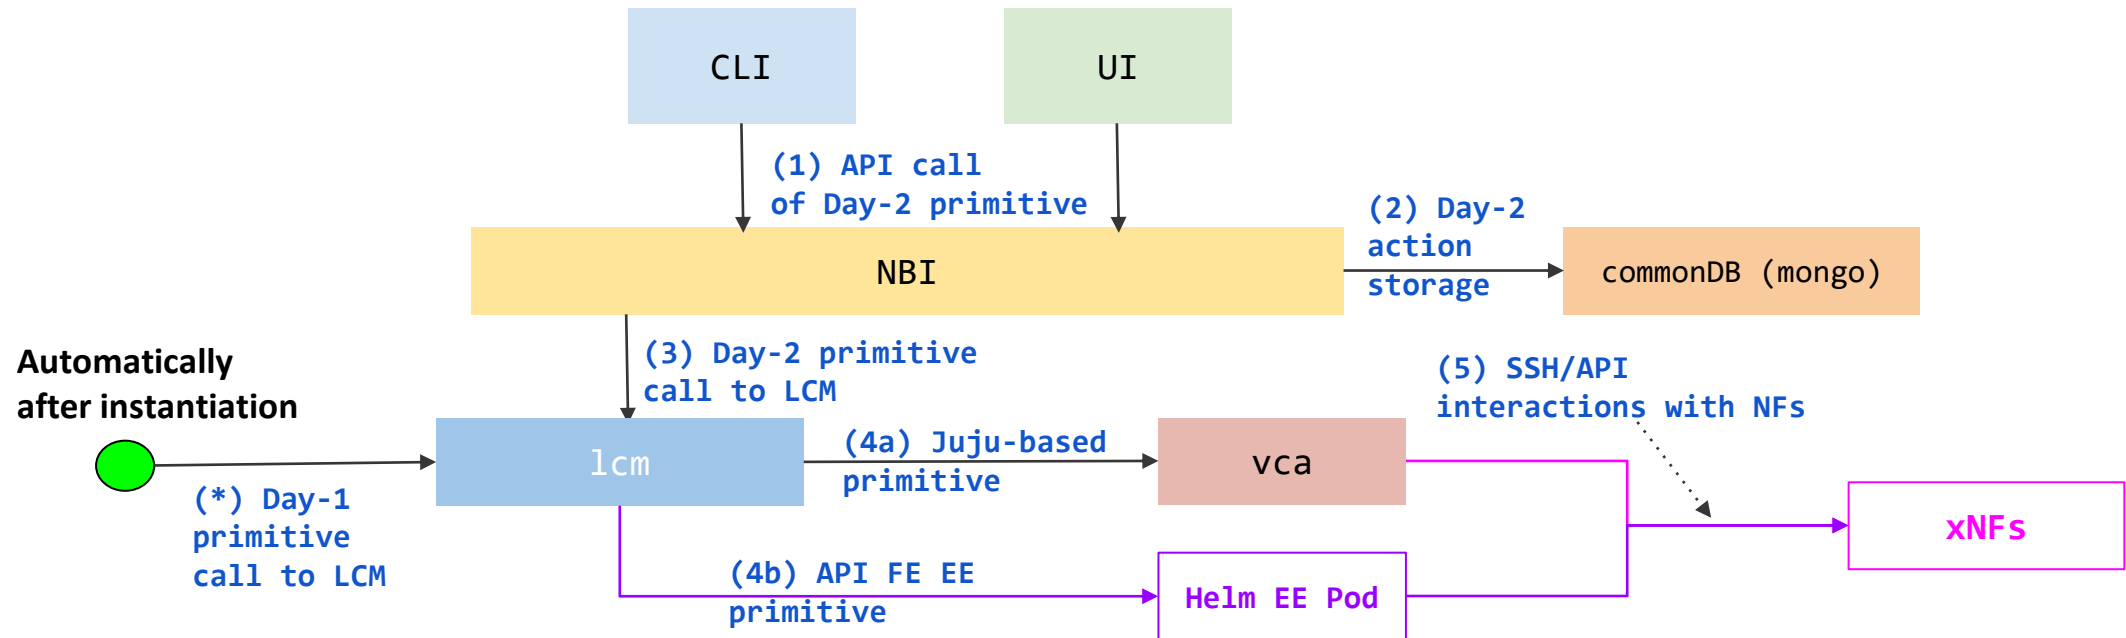 CLI
UI
(1) API call
of Day-2 primitive
(2) Day-2
action
storage
NBI
commonDB (mongo)
(3) Day-2 primitive
call to LCM
Automatically
after instantiation
(5) SSH/API
interactions with NFs
lcm
(4a) Juju-based
primitive
vca
(*) Day-1
primitive
call to LCM
xNFs
(4b) API FE EE
primitive
Helm EE Pod